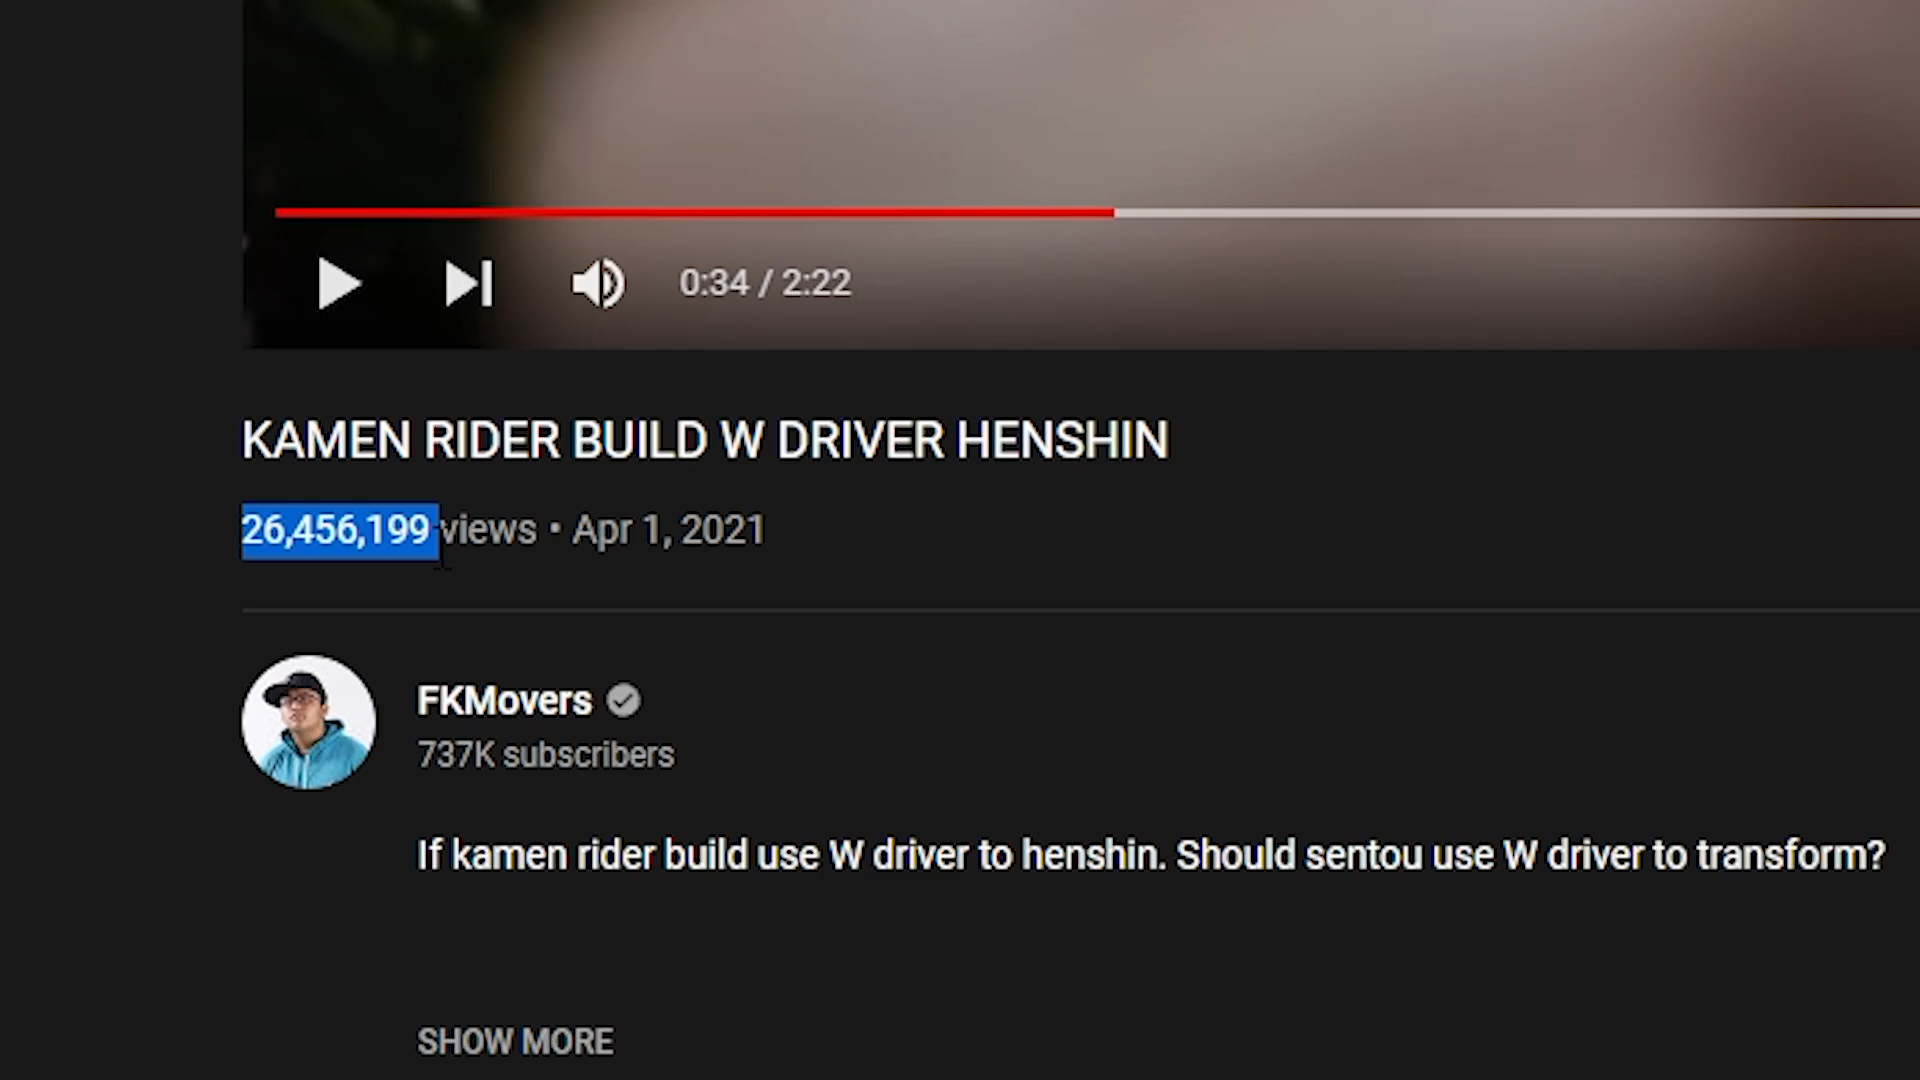 0:34 / 2:22
KAMEN RIDER BUILD W DRIVER HENSHIN
26,456,199 views • Apr 1, 2021
FKMovers
737K subscribers
If kamen rider build use W driver to henshin. Should sentou use W driver to transform?
SHOW MORE